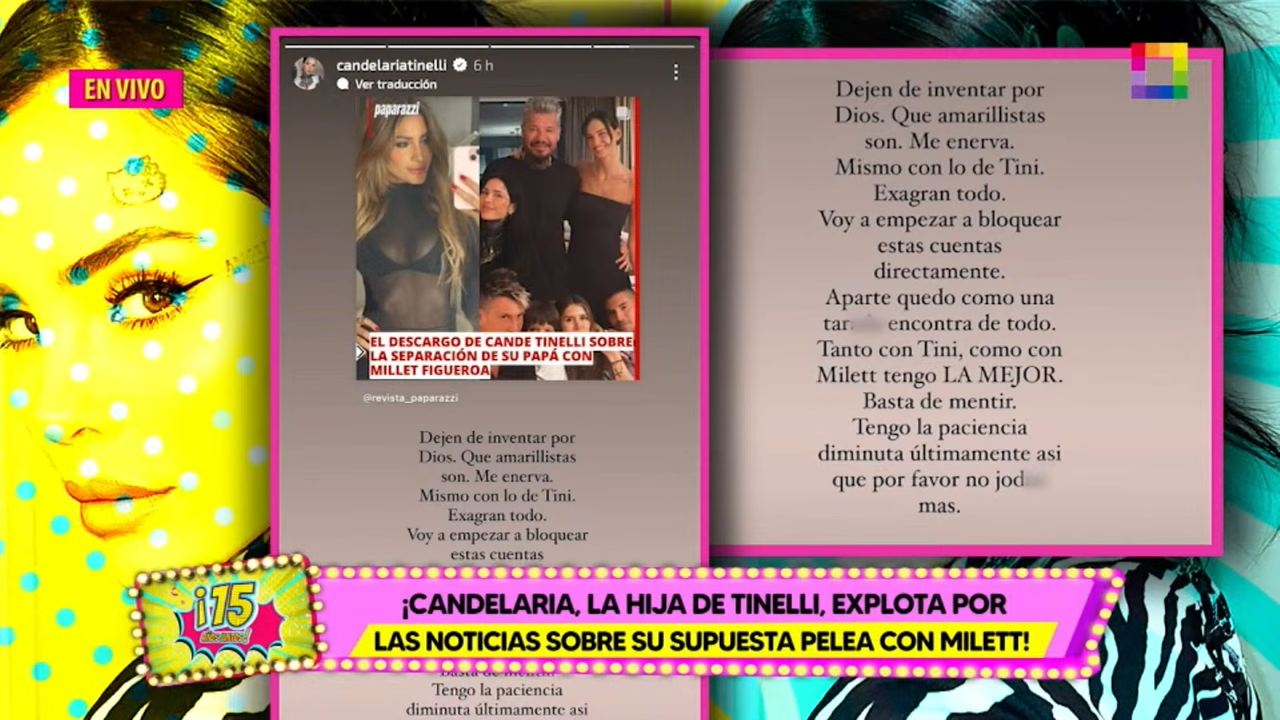 EN VIVO
candelariatinelli 6 h
Ver traducción
paparazzi
EL DESCARGO DE CANDE TINELLI SOBRE
LA SEPARACIÓN DE SU PAPÁ CON
MILLET FIGUEROA
@revista_paparazzi
Dejen de inventar por
Dios. Que amarillistas
son. Me enerva.
Mismo con lo de Tini.
Exagran todo.
Voy a empezar a bloquear
estas cuentas
Tengo la paciencia
diminuta últimamente asi
Dejen de inventar por
Dios. Que amarillistas
son. Me enerva.
Mismo con lo de Tini.
Exagran todo.
Voy a empezar a bloquear
estas cuentas
directamente.
Aparte quedo como una
tar encontra de todo.
Tanto con Tini, como con
Milett tengo LA MEJOR.
Basta de mentir.
Tengo la paciencia
diminuta últimamente asi
que por favor no jod
mas.
¡15
¡CANDELARIA, LA HIJA DE TINELLI, EXPLOTA POR
LAS NOTICIAS SOBRE SU SUPUESTA PELEA CON MILETT!